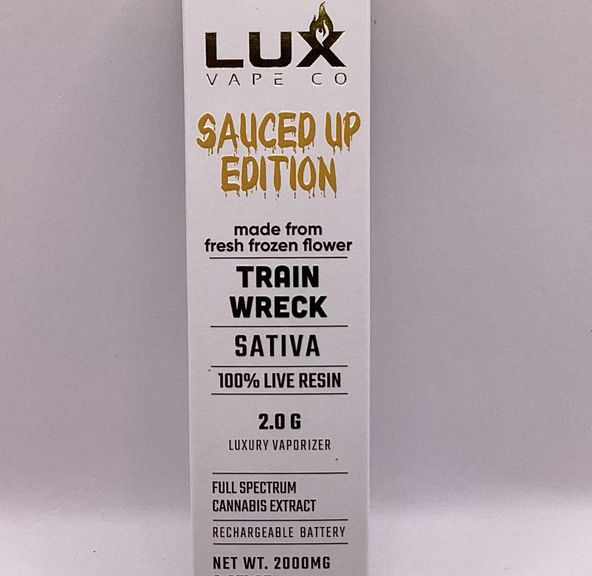 LUX
VAPE CO
SAUCED UP
EDITION
made from
fresh frozen flower
TRAIN
WRECK
SATIVA
100% LIVE RESIN
2.0 G
LUXURY VAPORIZER
FULL SPECTRUM
CANNABIS EXTRACT
RECHARGEABLE BATTERY
NET WT. 2000MG